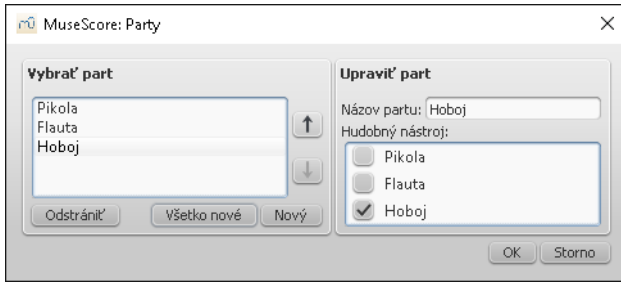 MuseScore: Party
Vybrať part
Pikola
Flauta
Hoboj
Odstrániť Všetko nové Nový
Upraviť part
Názov partu: Hoboj
Hudobný nástroj:
Pikola
Flauta
Hoboj
OK Storno